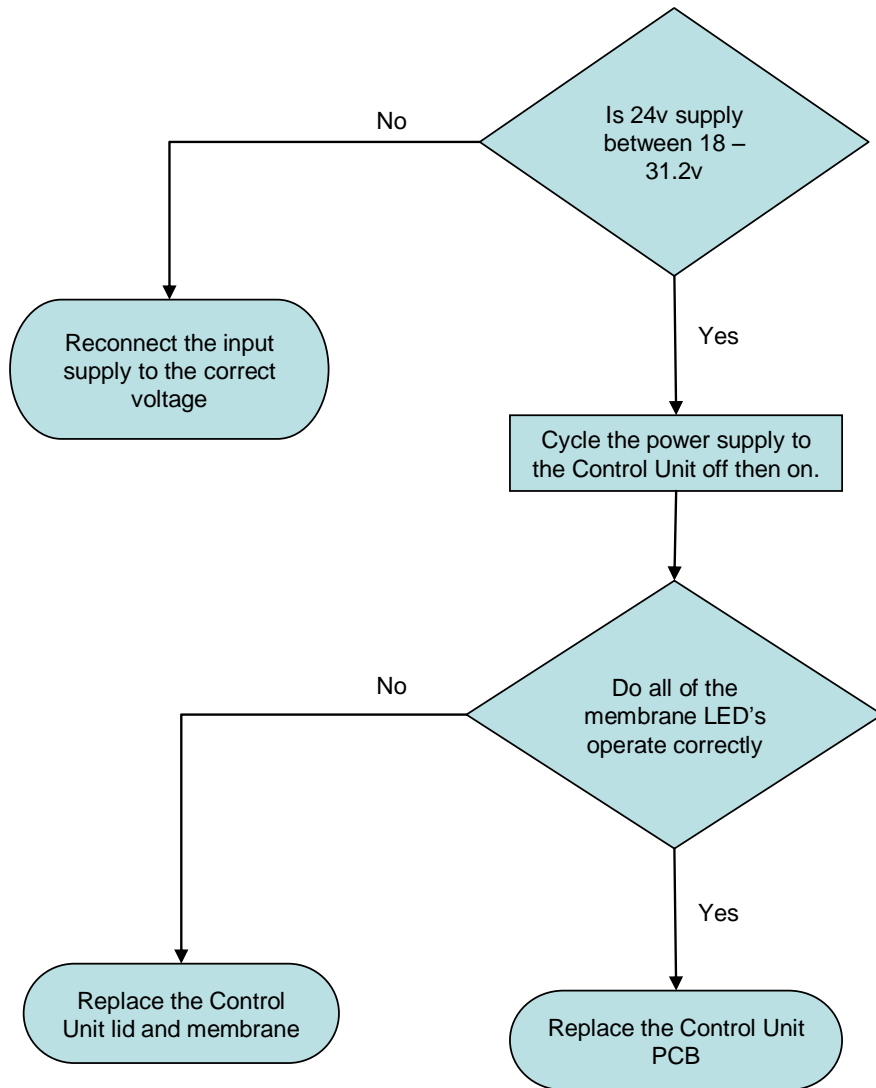 Is 24v supply
between 18 –
31.2v
No
Reconnect the input
supply to the correct
voltage
Yes
Cycle the power supply to
the Control Unit off then on.
Do all of the
membrane LED’s
operate correctly
No
Yes
Replace the Control
Unit lid and membrane
Replace the Control Unit
PCB